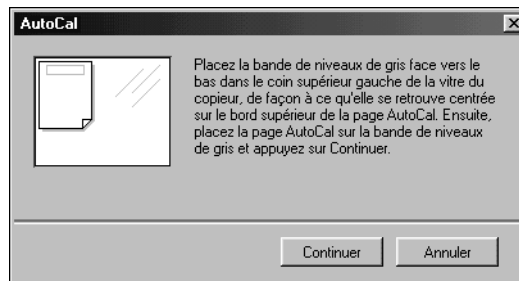 AutoCal
Placez la bande de niveaux de gris face vers le
bas dans le coin supérieur gauche de la vitre du
copieur, de façon à ce qu'elle se retrouve centrée
sur le bord supérieur de la page AutoCal. Ensuite,
placez la page AutoCal sur la bande de niveaux
de gris et appuyez sur Continuer.
Continuer Annuler